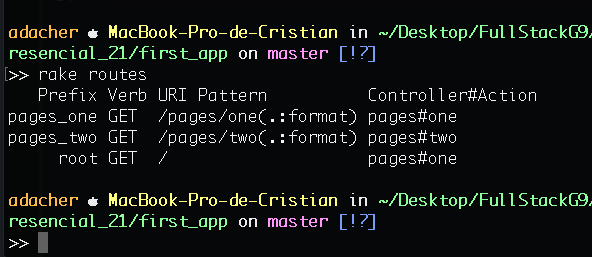 adacher MacBook-Pro-de-Cristian in ~/Desktop/FullStackG9/
resencial_21/first_app on master [!?]
>> rake routes
Prefix Verb URI Pattern Controller#Action
pages_one GET /pages/one(.:format) pages#one
pages_two GET /pages/two(.:format) pages#two
root GET / pages#one
adacher MacBook-Pro-de-Cristian in ~/Desktop/FullStackG9/
resencial_21/first_app on master [!?]
>>